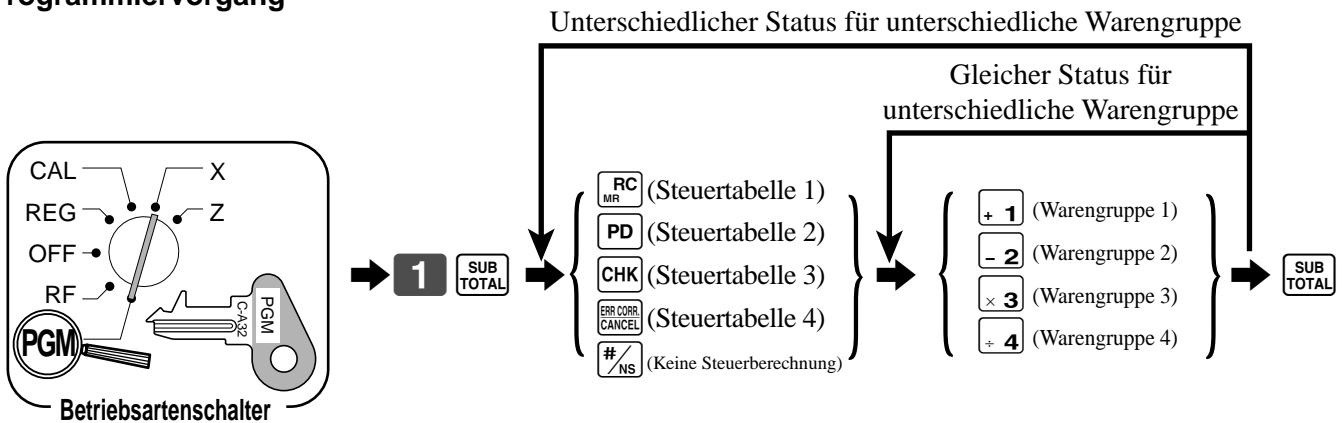 rogrammiervorgang
Unterschiedlicher Status für unterschiedliche Warengruppe
Gleicher Status für
unterschiedliche Warengruppe
CAL
X
REG
Z
OFF
RF
PGM
PGM
C-A32
Betriebsartenschalter
1
SUB TOTAL
RC MR (Steuertabelle 1)
PD (Steuertabelle 2)
CHK (Steuertabelle 3)
ERR CORR. CANCEL (Steuertabelle 4)
#/NS (Keine Steuerberechnung)
+ 1 (Warengruppe 1)
– 2 (Warengruppe 2)
× 3 (Warengruppe 3)
÷ 4 (Warengruppe 4)
SUB TOTAL